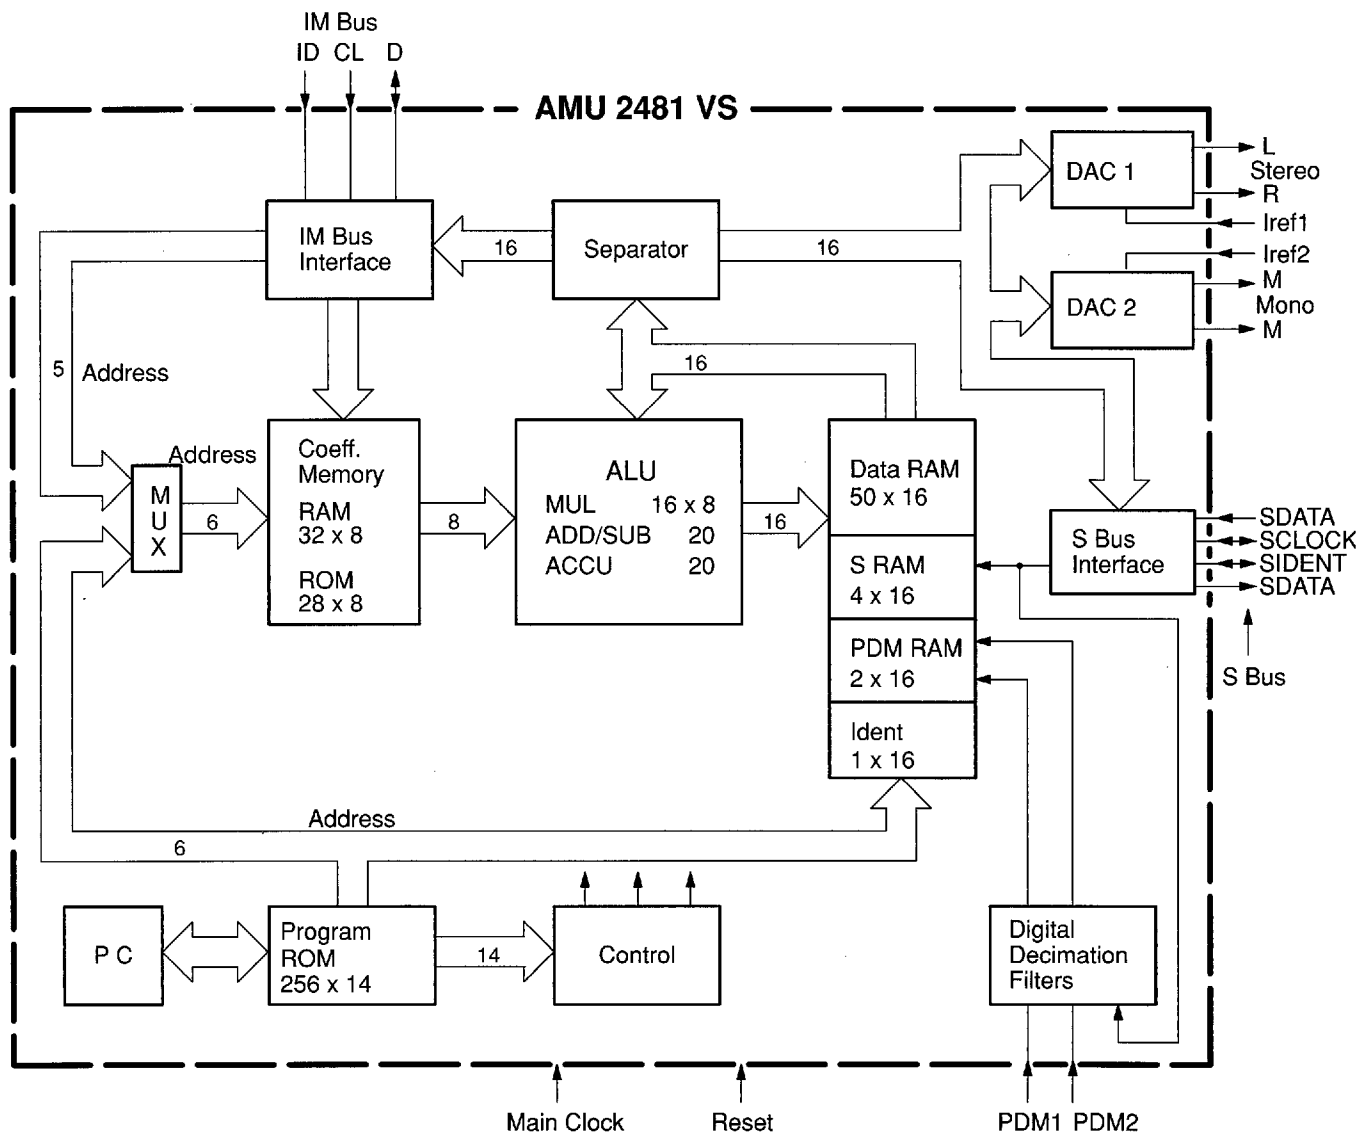 IM Bus
ID CL D
AMU 2481 VS
DAC 1
L
Stereo
R
Iref1
IM Bus
Interface
16
Separator
16
Iref2
DAC 2
M
Mono
M
5 Address
16
Address
MUX
6
Coeff.
Memory
RAM
32 x 8
ROM
28 x 8
8
ALU
MUL 16 x 8
ADD/SUB 20
ACCU 20
16
Data RAM
50 x 16
S RAM
4 x 16
PDM RAM
2 x 16
Ident
1 x 16
S Bus
Interface
SDATA
SCLOCK
SIDENT
SDATA
S Bus
Address
6
P C
Program
ROM
256 x 14
14
Control
Digital
Decimation
Filters
Main Clock
Reset
PDM1 PDM2